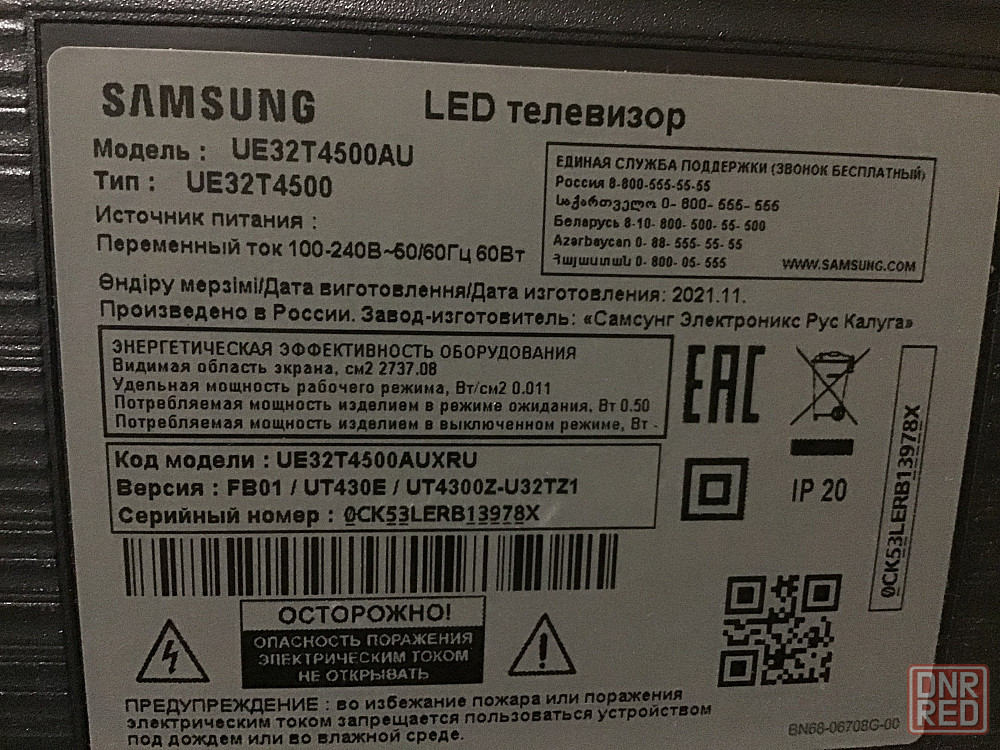 SAMSUNG
LED телевизор
Модель : UE32T4500AU
Тип : UE32T4500
Источник питания :
Переменный ток 100-240В~50/60Гц 60Вт
ЕДИНАЯ СЛУЖБА ПОДДЕРЖКИ (ЗВОНОК БЕСПЛАТНЫЙ)
Россия 8-800-555-55-55
საქართველო 0- 800- 555- 555
Беларусь 8-10- 800- 500- 55- 500
Azərbaycan 0- 88- 555- 55- 55
Հայաստան 0- 800- 05- 555
WWW.SAMSUNG.COM
Өндіру мерзімі/Дата виготовлення/Дата изготовления: 2021.11.
Произведено в России. Завод-изготовитель: «Самсунг Электроникс Рус Калуга»
ЭНЕРГЕТИЧЕСКАЯ ЭФФЕКТИВНОСТЬ ОБОРУДОВАНИЯ
Видимая область экрана, см2 2737.08
Удельная мощность рабочего режима, Вт/см2 0.011
Потребляемая мощность изделием в режиме ожидания, Вт 0.50
Потребляемая мощность изделием в выключенном режиме, Вт -
EAC
Код модели : UE32T4500AUXRU
Версия : FB01 / UT430E / UT4300Z-U32TZ1
Серийный номер : 0CK53LERB13978X
IP 20
0CK53LERB13978X
ОСТОРОЖНО!
ОПАСНОСТЬ ПОРАЖЕНИЯ
ЭЛЕКТРИЧЕСКИМ ТОКОМ
НЕ ОТКРЫВАТЬ
ПРЕДУПРЕЖДЕНИЕ : во избежание пожара или поражения
электрическим током запрещается пользоваться устройством
под дождем или во влажной среде.
BN68-06708G-00
DNR
RED